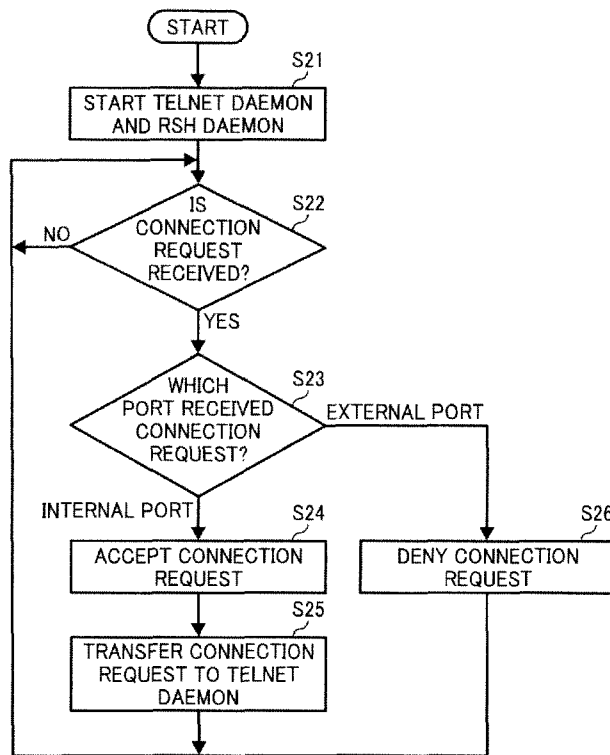 START
S21
START TELNET DAEMON
AND RSH DAEMON
S22
IS
CONNECTION
REQUEST
RECEIVED?
NO
YES
S23
WHICH
PORT RECEIVED
CONNECTION
REQUEST?
EXTERNAL PORT
INTERNAL PORT
S24
ACCEPT CONNECTION
REQUEST
S26
DENY CONNECTION
REQUEST
S25
TRANSFER CONNECTION
REQUEST TO TELNET
DAEMON